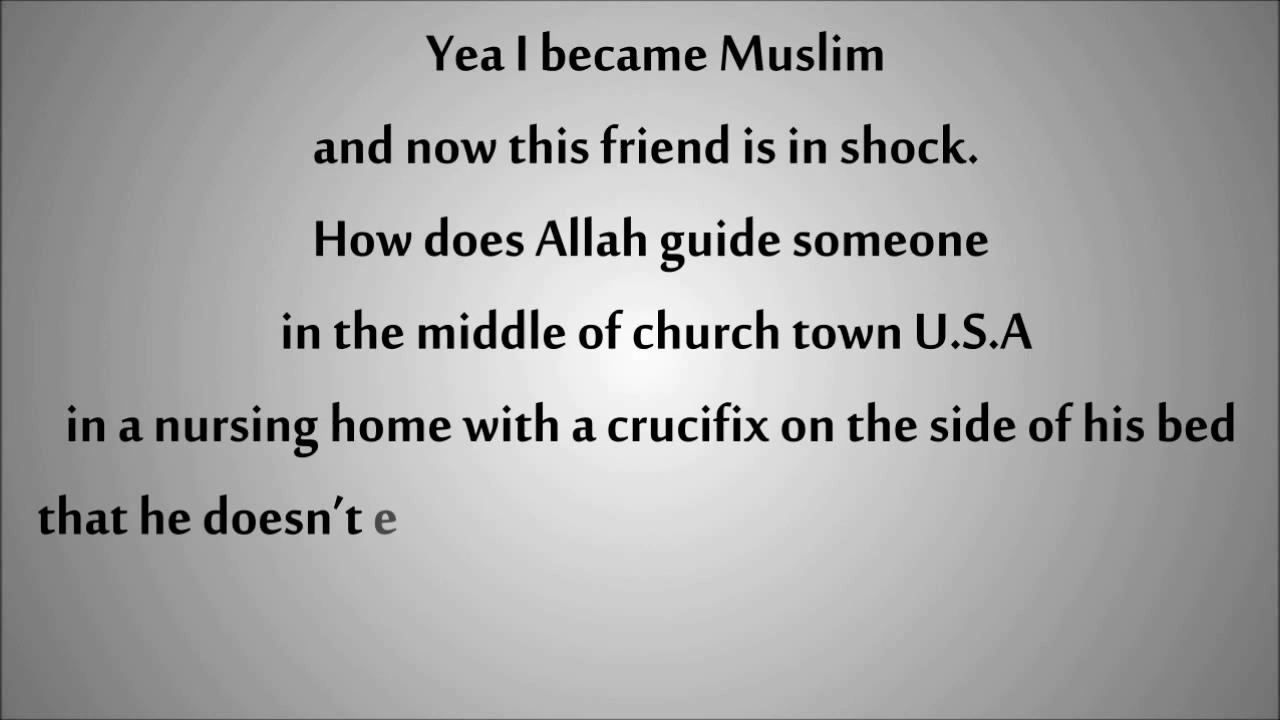 Yea I became Muslim
and now this friend is in shock.
How does Allah guide someone
in the middle of church town U.S.A
in a nursing home with a crucifix on the side of his bed
that he doesn't e